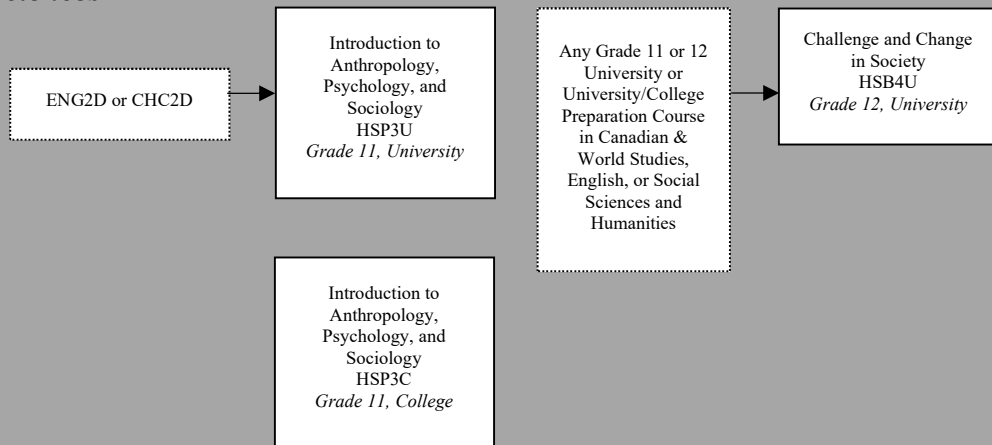 ENG2D or CHC2D
Introduction to
Anthropology,
Psychology, and
Sociology
HSP3U
Grade 11, University
Any Grade 11 or 12
University or
University/College
Preparation Course
in Canadian &
World Studies,
English, or Social
Sciences and
Humanities
Challenge and Change
in Society
HSB4U
Grade 12, University
Introduction to
Anthropology,
Psychology, and
Sociology
HSP3C
Grade 11, College